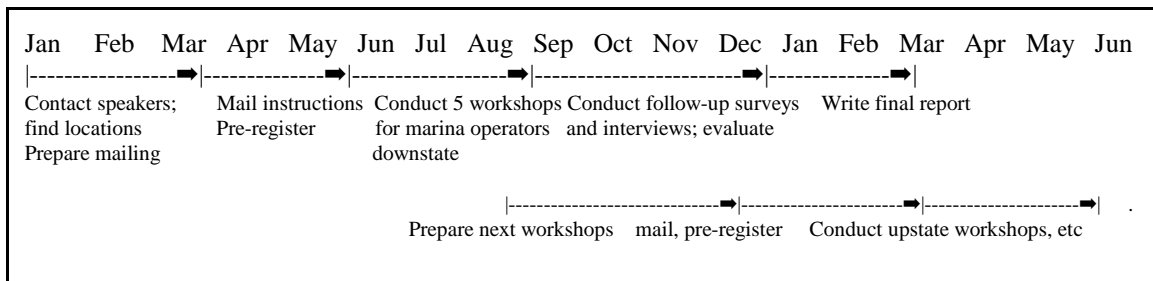 Jan Feb Mar Apr May Jun Jul Aug Sep Oct Nov Dec Jan Feb Mar Apr May Jun
|------------------➡|---------------➡|-------------------➡|-------------------------➡|---------------➡|
Contact speakers; Mail instructions Conduct 5 workshops Conduct follow-up surveys Write final report
find locations Pre-register for marina operators and interviews; evaluate
Prepare mailing downstate
|-------------------------➡|-------------------➡|-------------------➡| .
Prepare next workshops mail, pre-register Conduct upstate workshops, etc